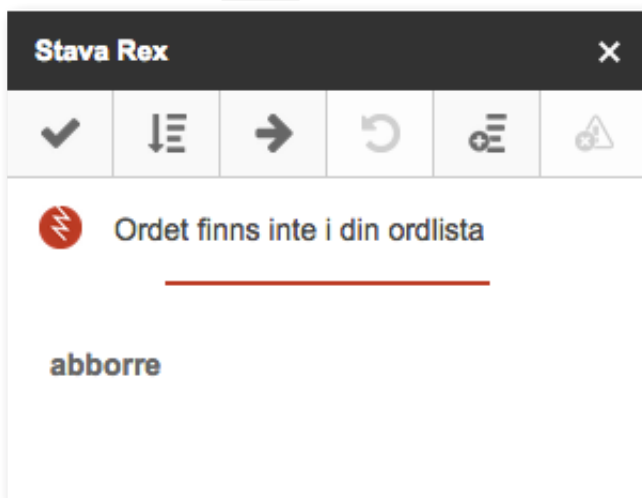 Stava Rex
Ordet finns inte i din ordlista
abborre